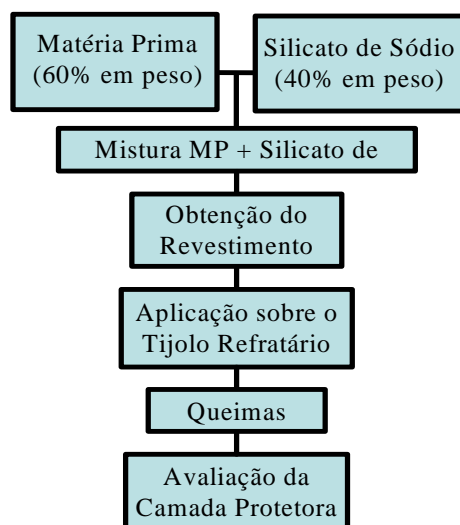 Matéria Prima
(60% em peso)
Silicato de Sódio
(40% em peso)
Mistura MP + Silicato de
Obtenção do
Revestimento
Aplicação sobre o
Tijolo Refratário
Queimas
Avaliação da
Camada Protetora